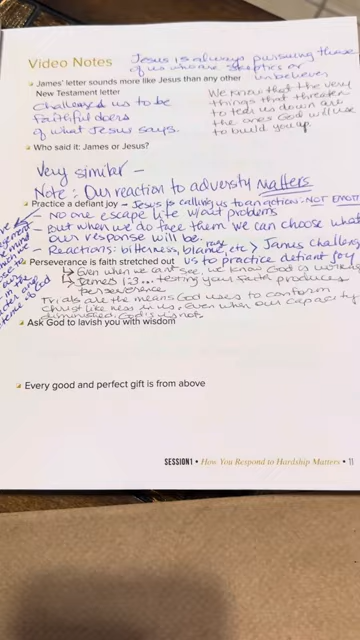 Video Notes
Jesus is always pursuing those
of us who are skeptics or
unbelievers
James' letter sounds more like Jesus than any other
New Testament letter
Challenged us to be
faithful doers
of what Jesus says.
We know that the very
things that threaten
to tear us down are
the ones God will use
to build you up.
Who said it: James or Jesus?
Very similar -
Note: Our reaction to adversity matters
Practice a defiant joy - Jesus is calling us to an action: NOT EMOTI
- No one escape life w/out problems
- But when we do face them we can choose what
our response will be.
- Reactions: bitterness, blame, rage, etc > James challeng
us to practice defiant joy
Perseverance is faith stretched out
Even when we can't see, we know God is working
James 1:3... testing your faith produces
perseverence
Trials are the means God uses to conform
Christ like ness in us. Even when our capacity
diminished, God's is not.
Ask God to lavish you with wisdom
Every good and perfect gift is from above
SESSION 1 • How You Respond to Hardship Matters • 11